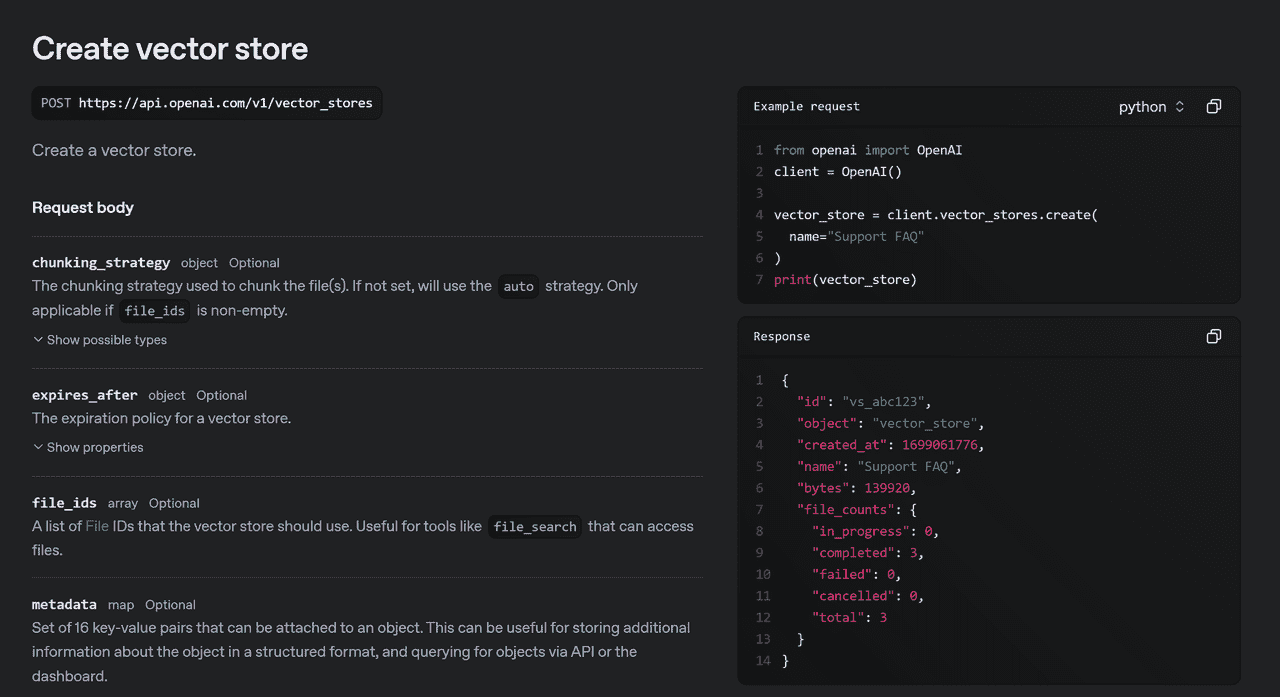 Create vector store
POST https://api.openai.com/v1/vector_stores
Create a vector store.
Request body
chunking_strategy object Optional
The chunking strategy used to chunk the file(s). If not set, will use the auto strategy. Only
applicable if file_ids is non-empty.
Show possible types
expires_after object Optional
The expiration policy for a vector store.
Show properties
file_ids array Optional
A list of File IDs that the vector store should use. Useful for tools like file_search that can access
files.
metadata map Optional
Set of 16 key-value pairs that can be attached to an object. This can be useful for storing additional
information about the object in a structured format, and querying for objects via API or the
dashboard.
Example request python
1 from openai import OpenAI
2 client = OpenAI()
3
4 vector_store = client.vector_stores.create(
5   name="Support FAQ"
6 )
7 print(vector_store)
Response
1 {
2   "id": "vs_abc123",
3   "object": "vector_store",
4   "created_at": 1699061776,
5   "name": "Support FAQ",
6   "bytes": 139920,
7   "file_counts": {
8     "in_progress": 0,
9     "completed": 3,
10     "failed": 0,
11     "cancelled": 0,
12     "total": 3
13   }
14 }